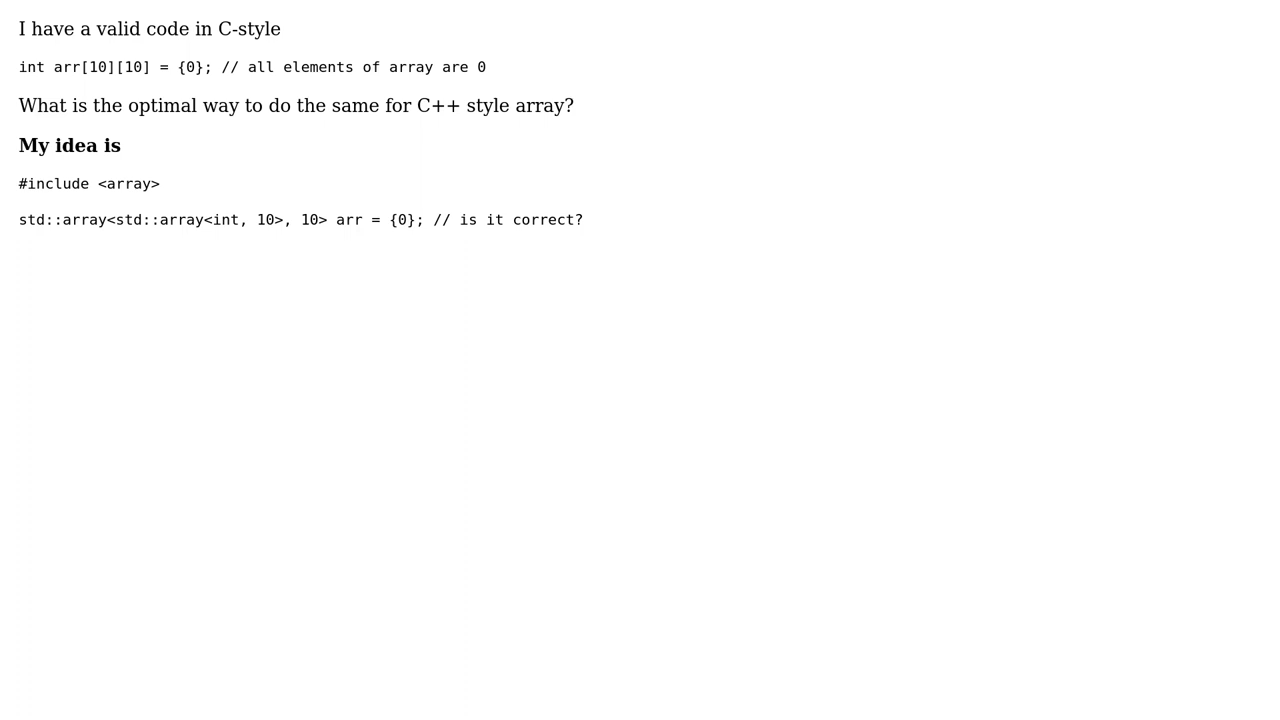 I have a valid code in C-style
int arr[10][10] = {0}; // all elements of array are 0
What is the optimal way to do the same for C++ style array?
My idea is
#include <array>
std::array<std::array<int, 10>, 10> arr = {0}; // is it correct?